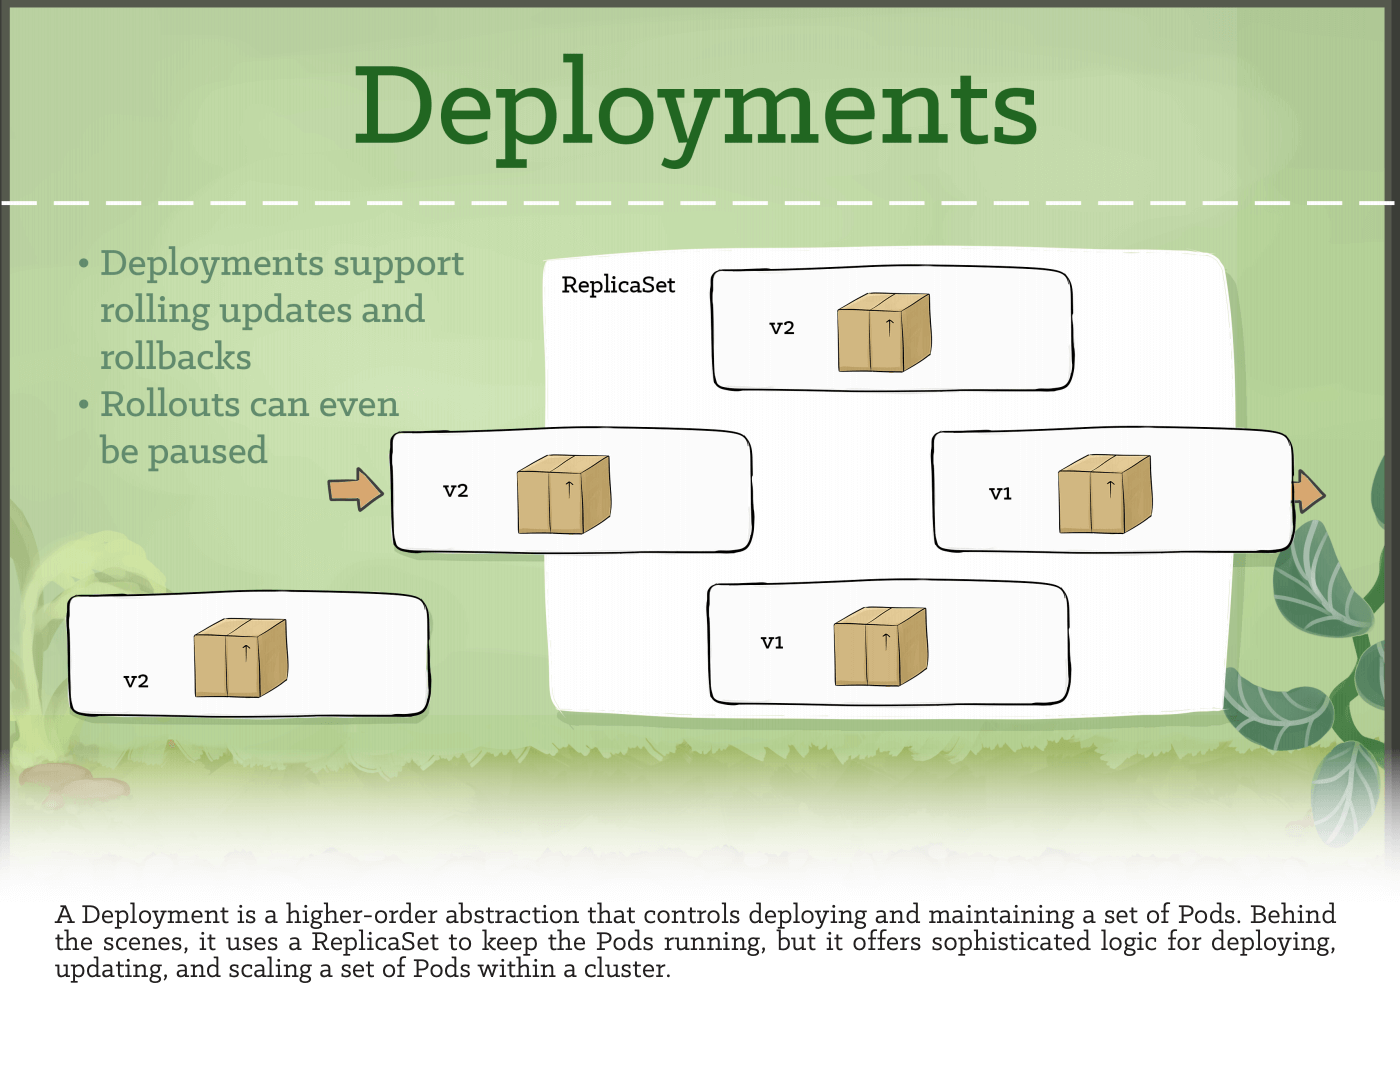 Deployments
• Deployments support
rolling updates and
rollbacks
• Rollouts can even
be paused
ReplicaSet
v2
v2
v1
v2
v1
A Deployment is a higher-order abstraction that controls deploying and maintaining a set of Pods. Behind
the scenes, it uses a ReplicaSet to keep the Pods running, but it offers sophisticated logic for deploying,
updating, and scaling a set of Pods within a cluster.